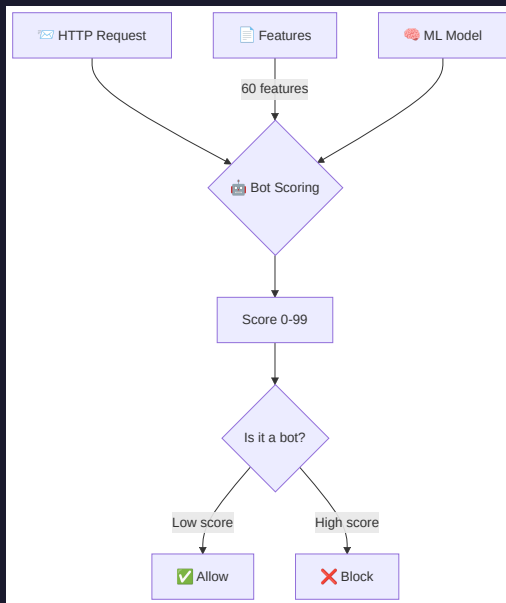 📨 HTTP Request
📄 Features
🧠 ML Model
60 features
🤖 Bot Scoring
Score 0-99
Is it a bot?
Low score
High score
✅ Allow
❌ Block